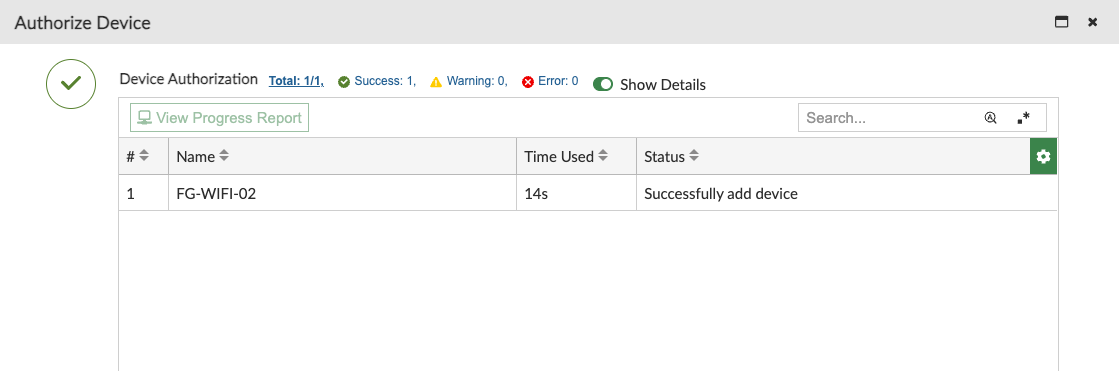 Authorize Device
Device Authorization Total: 1/1, Success: 1, Warning: 0, Error: 0 Show Details
View Progress Report Search... .*
# Name Time Used Status
1 FG-WIFI-02 14s Successfully add device